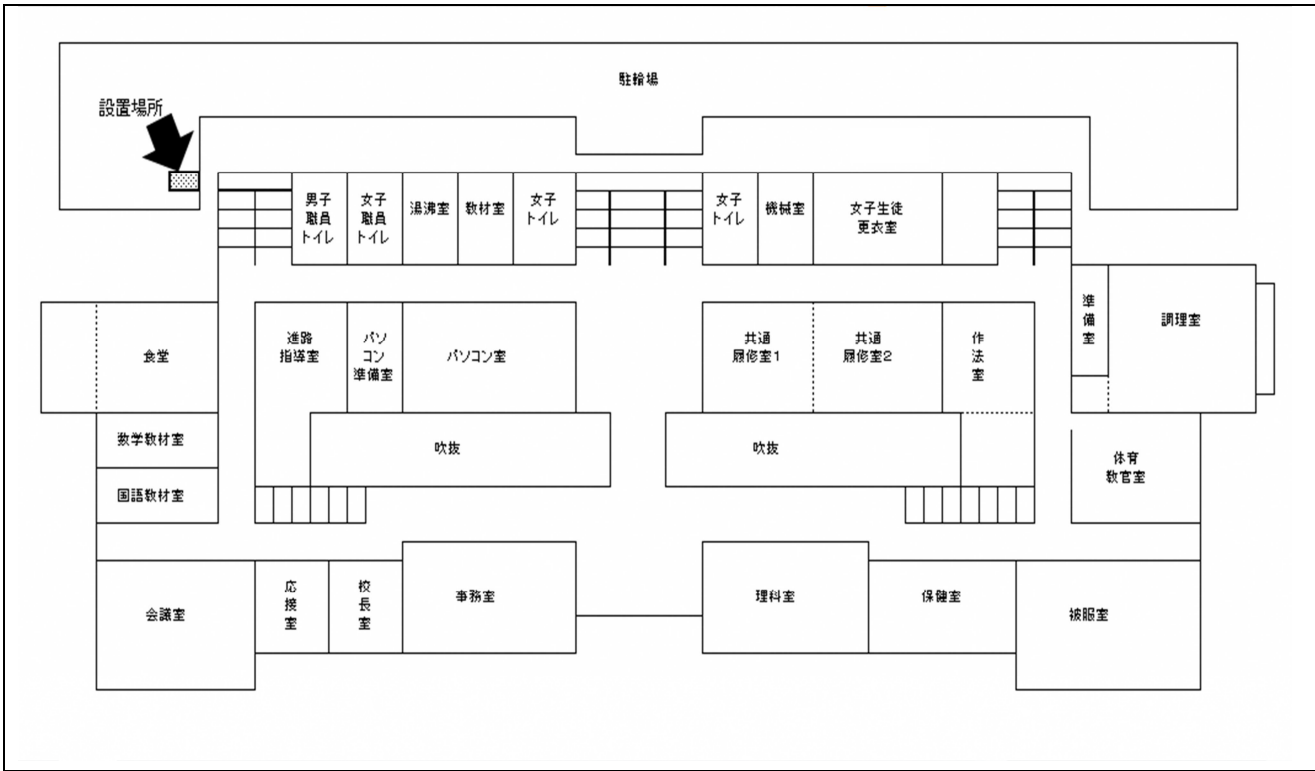 駐輪場
設置場所
男子
職員
トイレ
女子
職員
トイレ
湯沸室
教材室
女子
トイレ
女子
トイレ
機械室
女子生徒
更衣室
食堂
進路
指導室
パソ
コン
準備室
パソコン室
共通
履修室1
共通
履修室2
作
法
室
準
備
室
調理室
数学教材室
国語教材室
吹抜
吹抜
体育
教官室
会議室
応
接
室
校
長
室
事務室
理科室
保健室
被服室